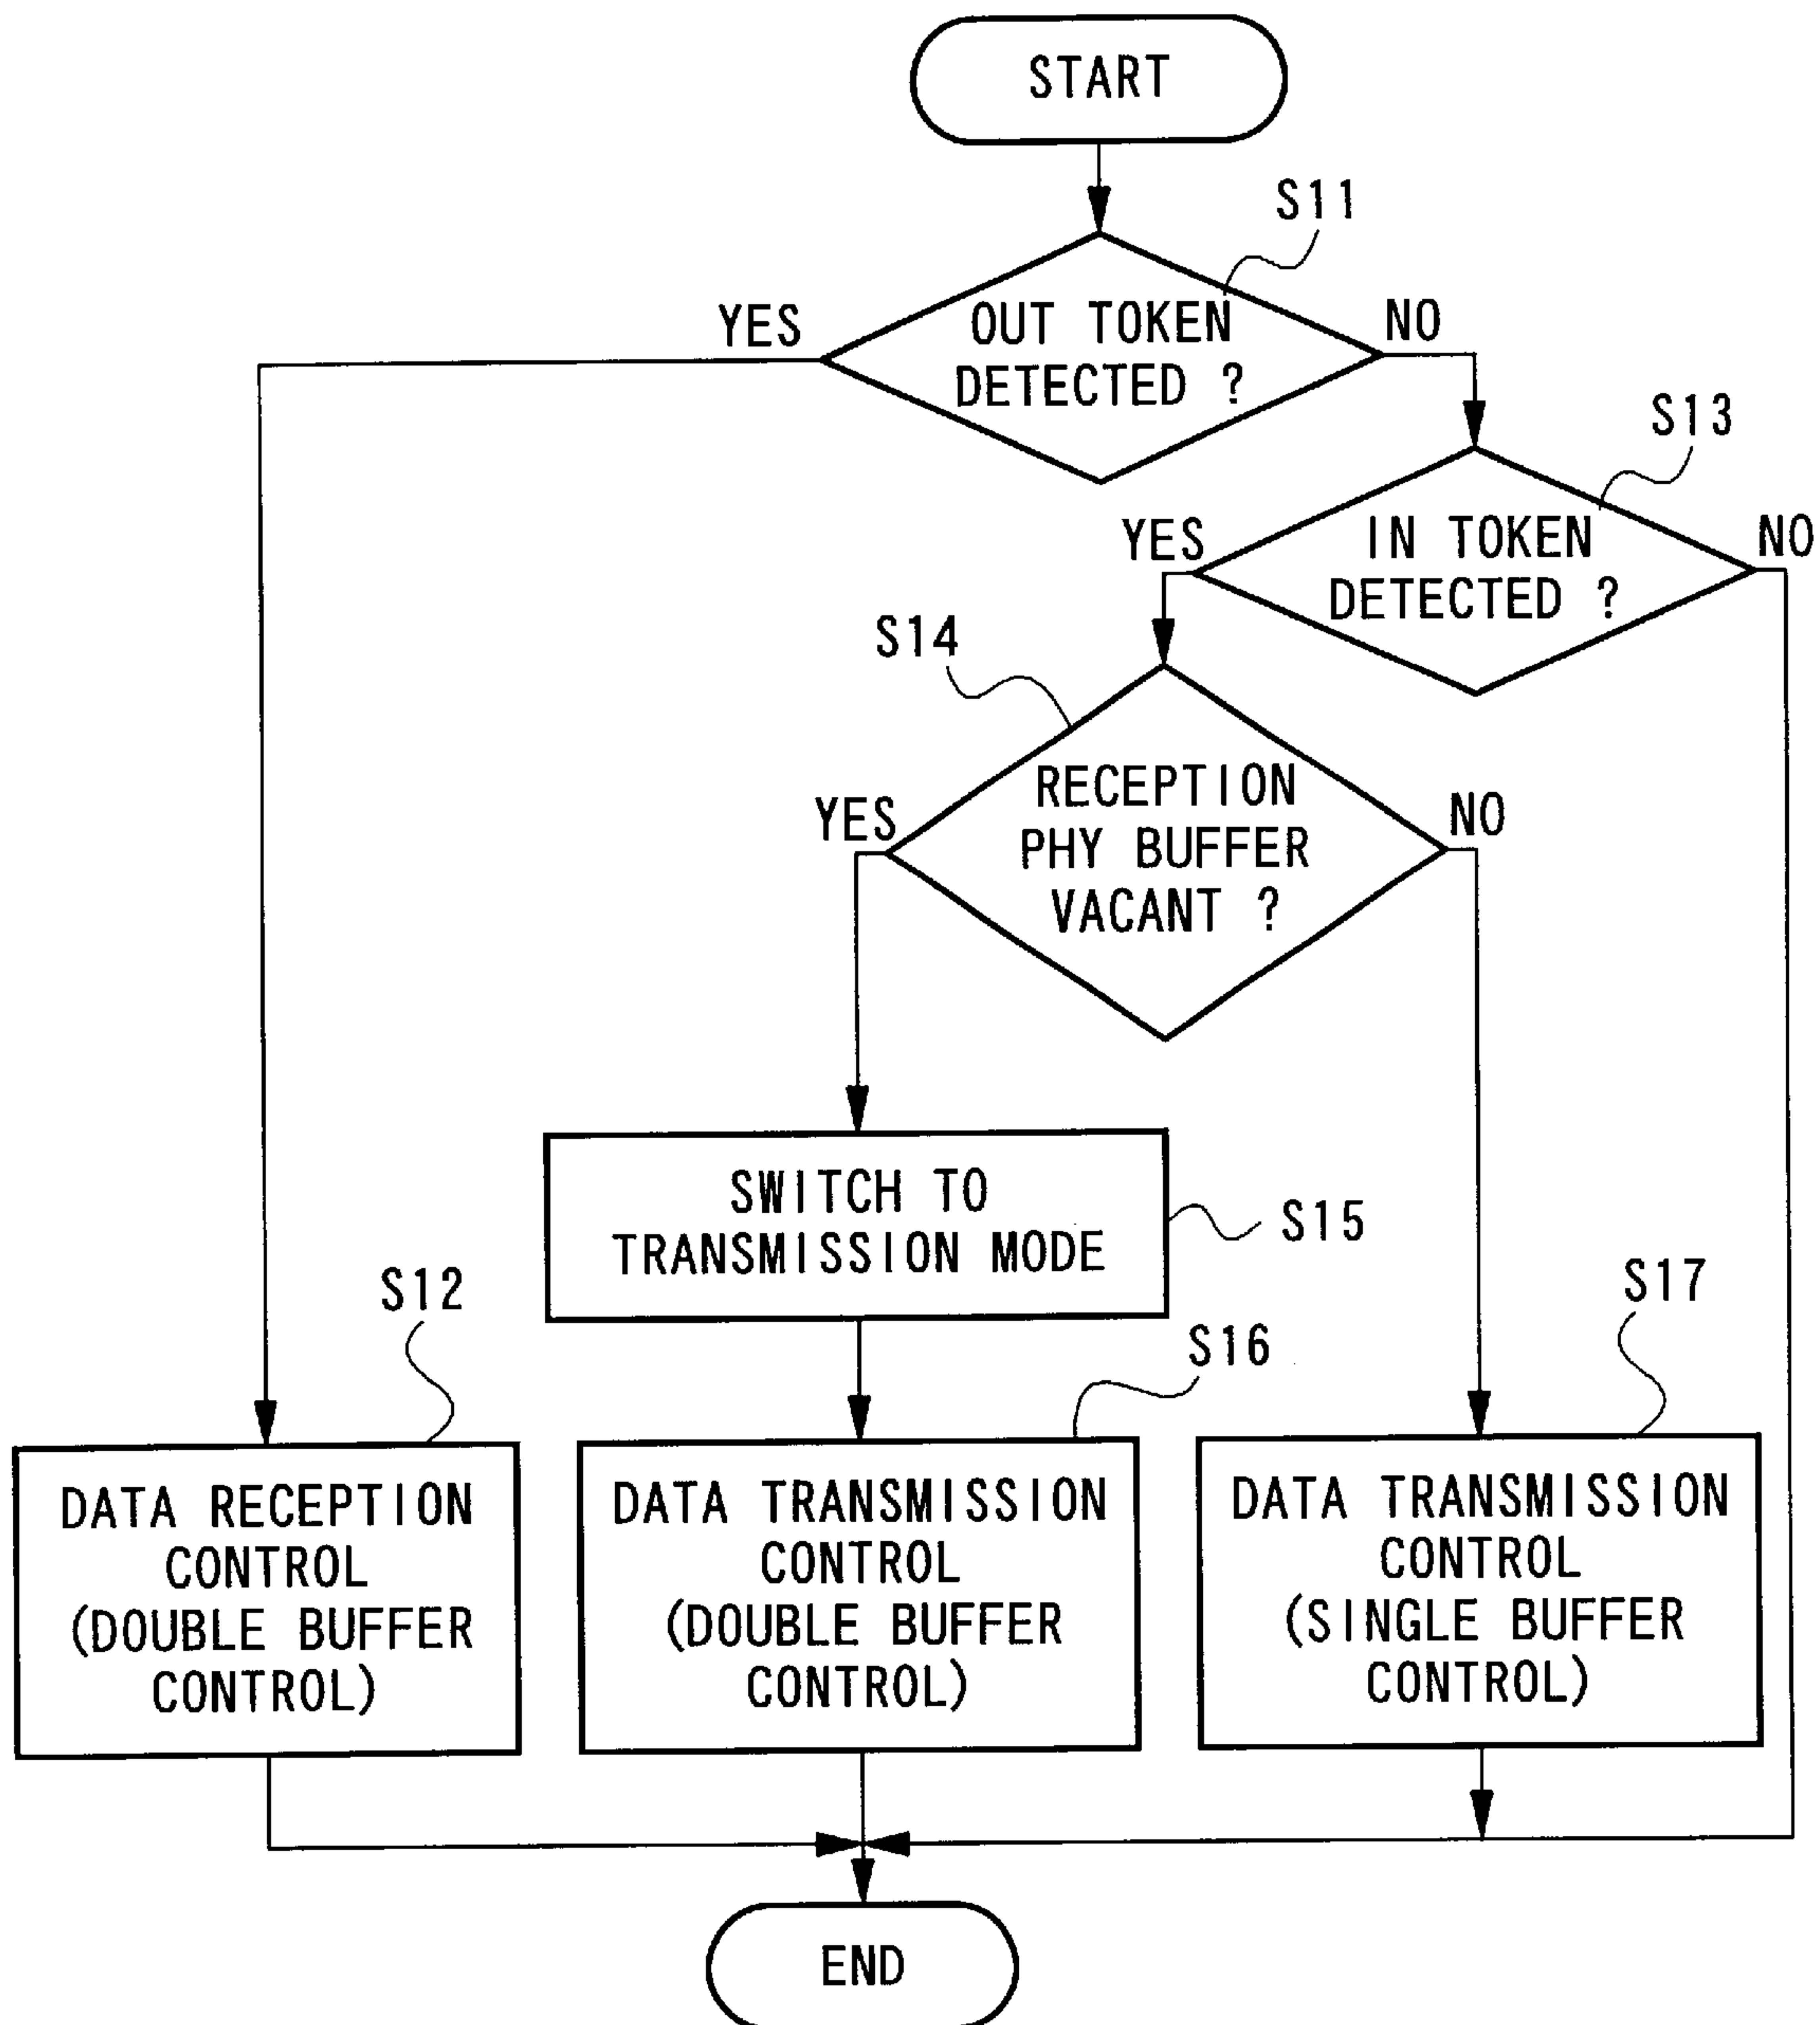 START
S11
YES
OUT TOKEN
DETECTED ?
NO
S13
YES
IN TOKEN
DETECTED ?
NO
S14
YES
RECEPTION
PHY BUFFER
VACANT ?
NO
SWITCH TO
TRANSMISSION MODE
S15
S12
S16
S17
DATA RECEPTION
CONTROL
(DOUBLE BUFFER
CONTROL)
DATA TRANSMISSION
CONTROL
(DOUBLE BUFFER
CONTROL)
DATA TRANSMISSION
CONTROL
(SINGLE BUFFER
CONTROL)
END